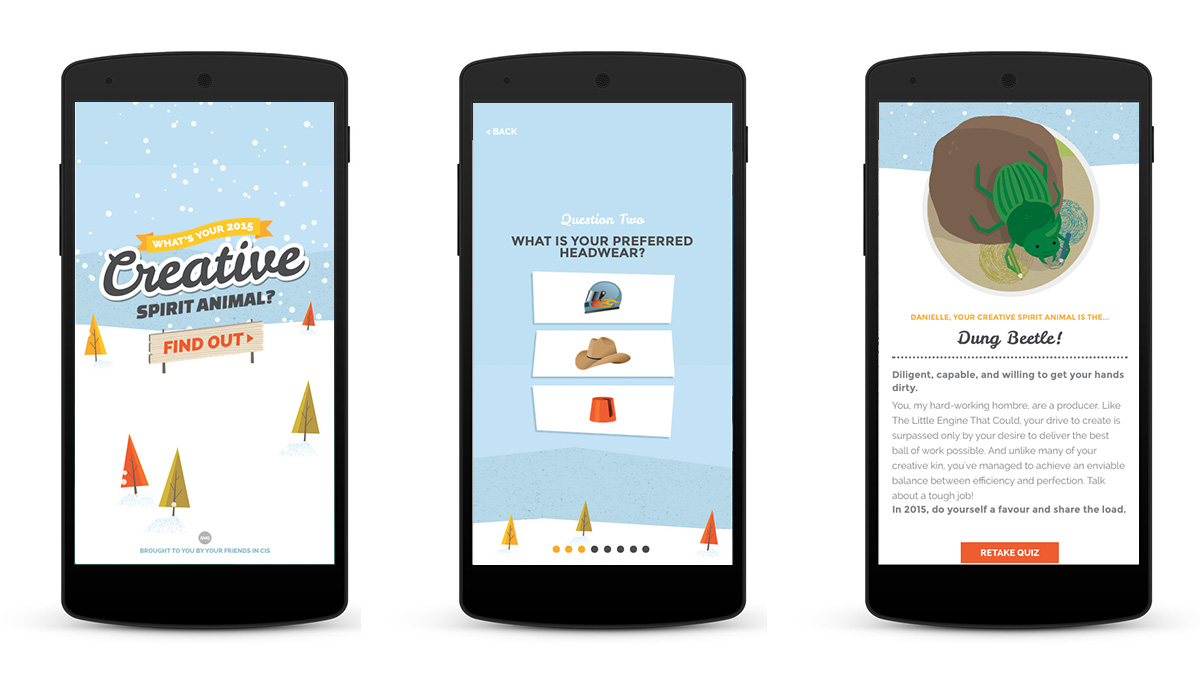 WHAT'S YOUR 2015
Creative
SPIRIT ANIMAL?
FIND OUT
BROUGHT TO YOU BY YOUR FRIENDS IN CIS
< BACK
Question Two
WHAT IS YOUR PREFERRED
HEADWEAR?
DANIELLE, YOUR CREATIVE SPIRIT ANIMAL IS THE...
Dung Beetle!
Diligent, capable, and willing to get your hands
dirty.
You, my hard-working hombre, are a producer. Like
The Little Engine That Could, your drive to create is
surpassed only by your desire to deliver the best
ball of work possible. And unlike many of your
creative kin, you've managed to achieve an enviable
balance between efficiency and perfection. Talk
about a tough job!
In 2015, do yourself a favour and share the load.
RETAKE QUIZ